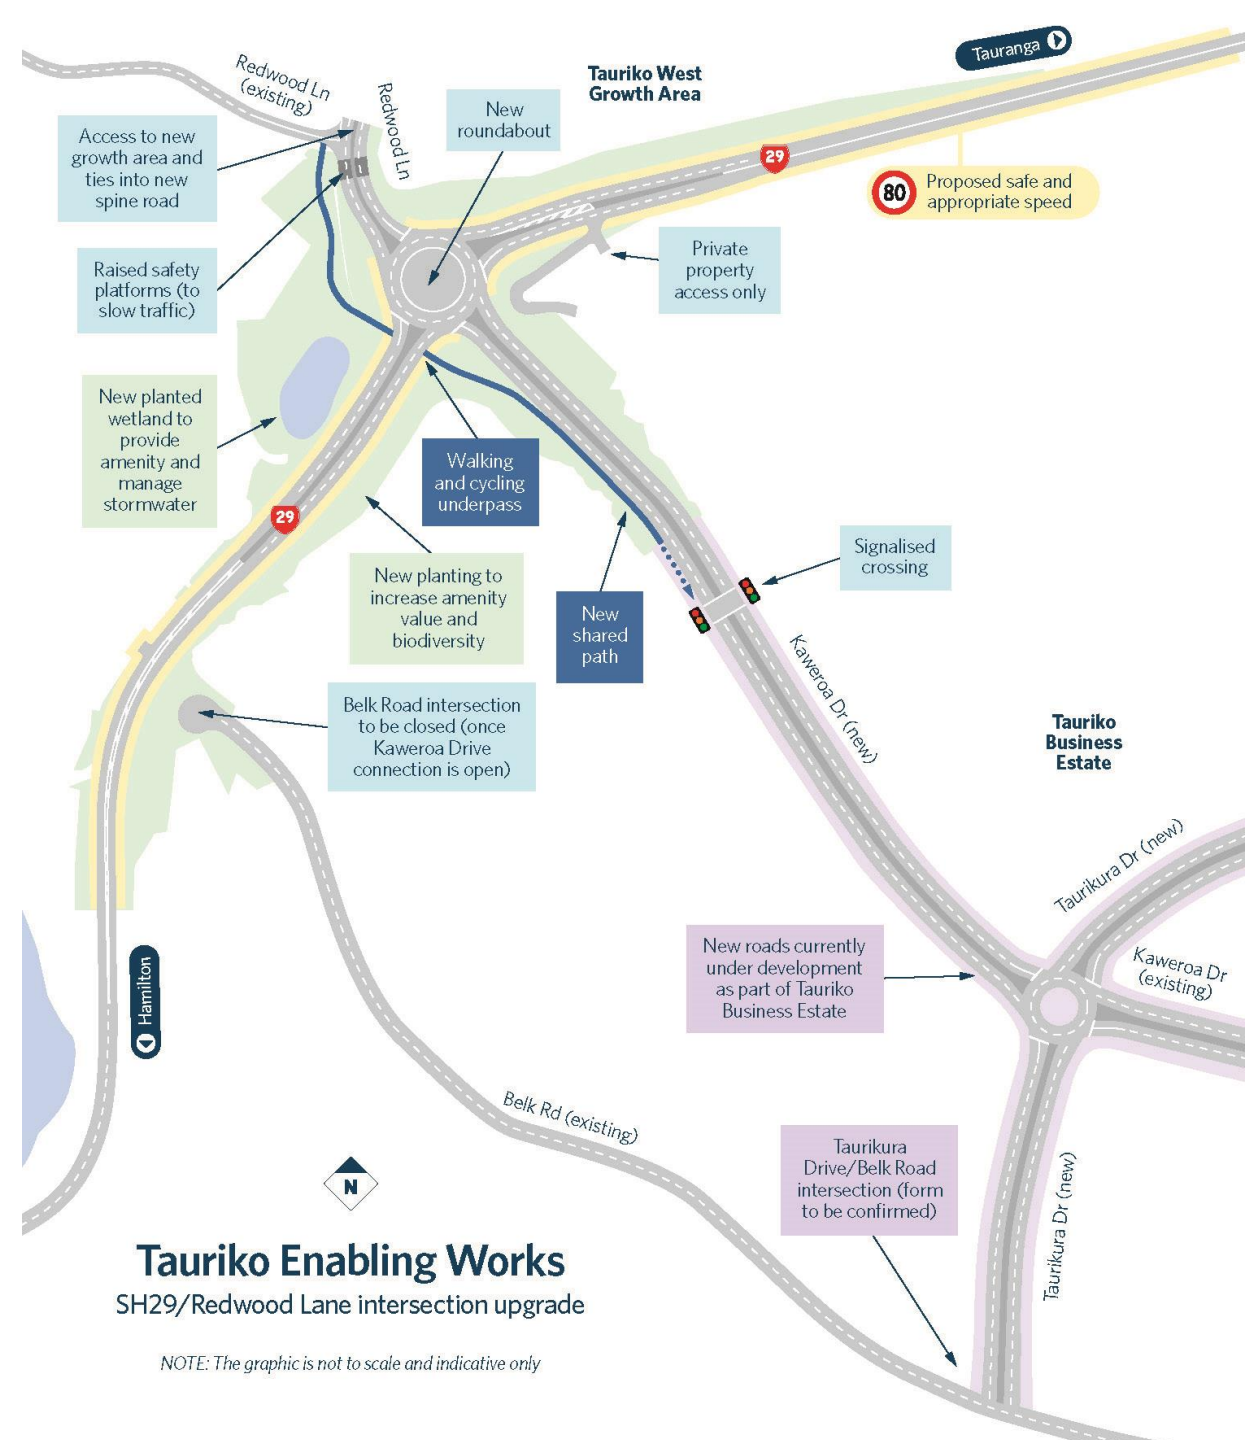 Tauranga
Redwood Ln
(existing)
Redwood Ln
Tauriko West
Growth Area
New
roundabout
Access to new
growth area and
ties into new
spine road
29
80
Proposed safe and
appropriate speed
Private
property
access only
Raised safety
platforms (to
slow traffic)
New planted
wetland to
provide
amenity and
manage
stormwater
Walking
and cycling
underpass
29
Signalised
crossing
New planting to
increase amenity
value and
biodiversity
New
shared
path
Kaweroa Dr (new)
Belk Road intersection
to be closed (once
Kaweroa Drive
connection is open)
Tauriko
Business
Estate
Taurikura Dr (new)
Kaweroa Dr
(existing)
New roads currently
under development
as part of Tauriko
Business Estate
Hamilton
Belk Rd (existing)
Taurikura
Drive/Belk Road
intersection (form
to be confirmed)
Taurikura Dr (new)
N
Tauriko Enabling Works
SH29/Redwood Lane intersection upgrade
NOTE: The graphic is not to scale and indicative only